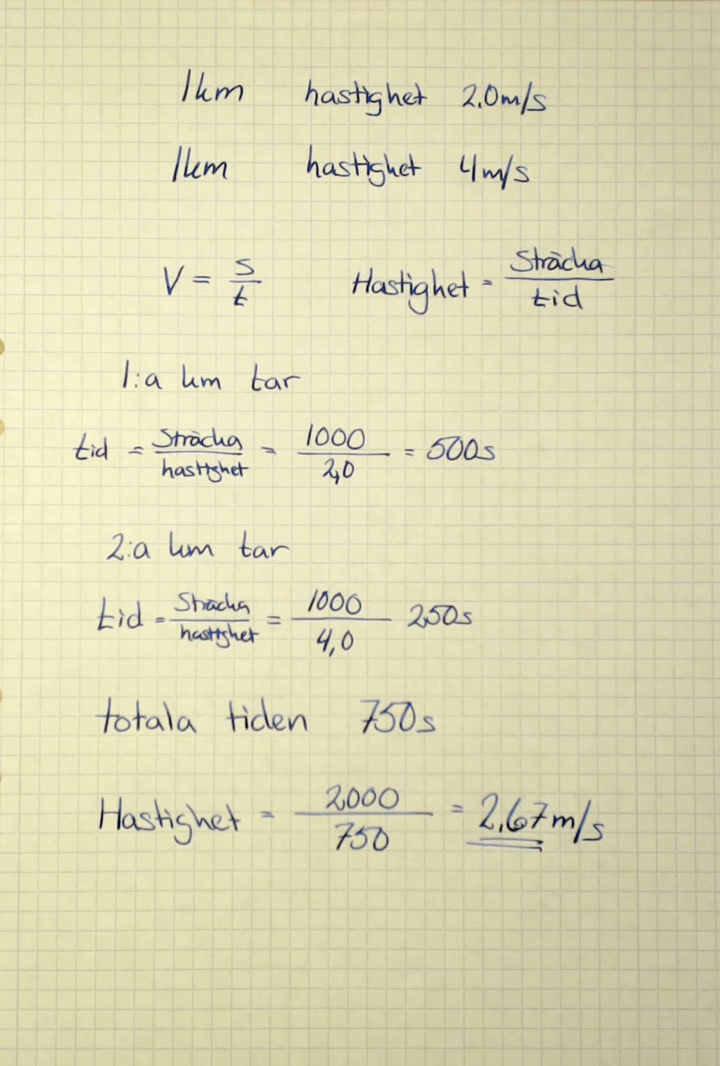 1km hastighet 2,0m/s
1km hastighet 4m/s
V = s/t Hastighet = Sträcka/tid
1:a km tar
tid = Sträcka/hastighet = 1000/2,0 = 500s
2:a km tar
tid = Sträcka/hastighet = 1000/4,0 250s
totala tiden 750s
Hastighet = 2000/750 = 2,67m/s